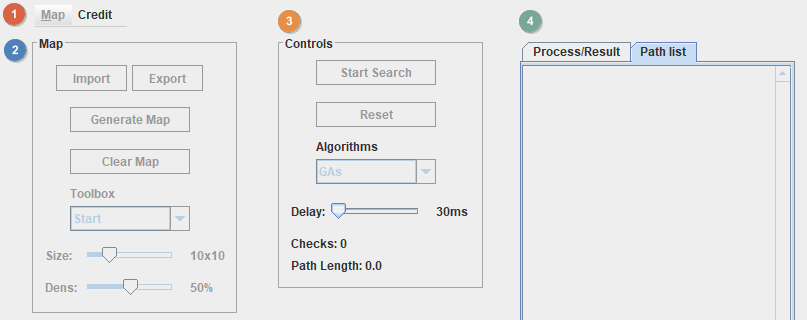 1 Map Credit
2 Map
Import Export
Generate Map
Clear Map
Toolbox
Start
Size: 10x10
Dens: 50%
3
Controls
Start Search
Reset
Algorithms
GAs
Delay: 30ms
Checks: 0
Path Length: 0.0
4
Process/Result Path list